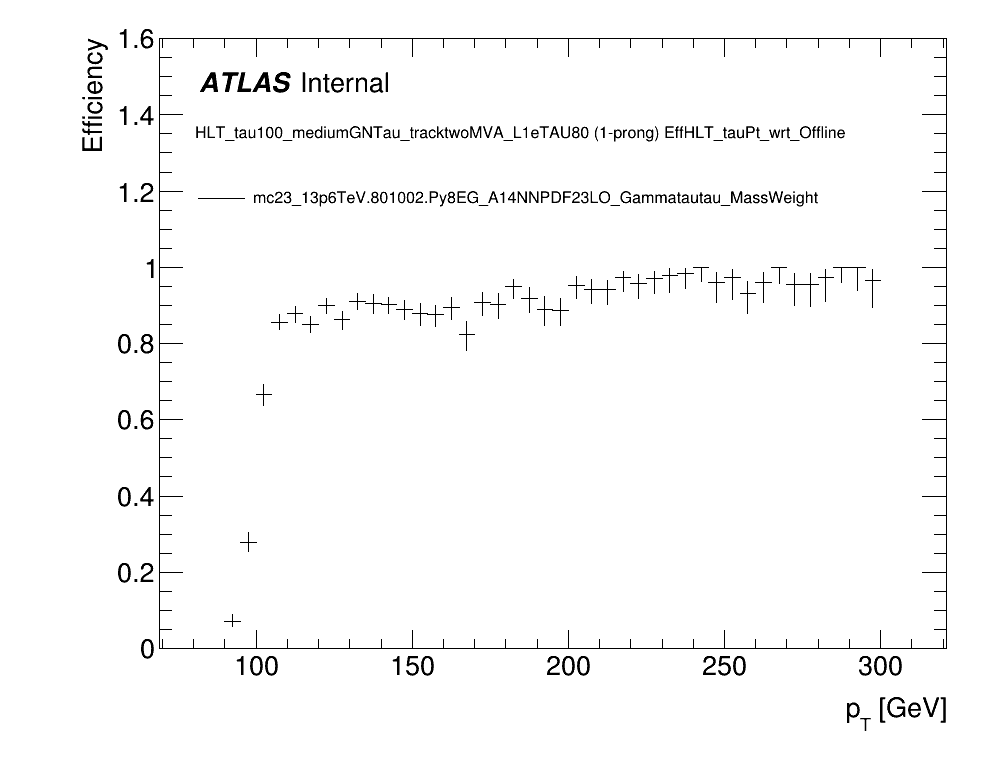 Efficiency
1.6
1.4
1.2
1
0.8
0.6
0.4
0.2
0
ATLAS Internal
HLT_tau100_mediumGNTau_tracktwoMVA_L1eTAU80 (1-prong) EffHLT_tauPt_wrt_Offline
mc23_13p6TeV.801002.Py8EG_A14NNPDF23LO_Gammatautau_MassWeight
100 150 200 250 300
p_T [GeV]